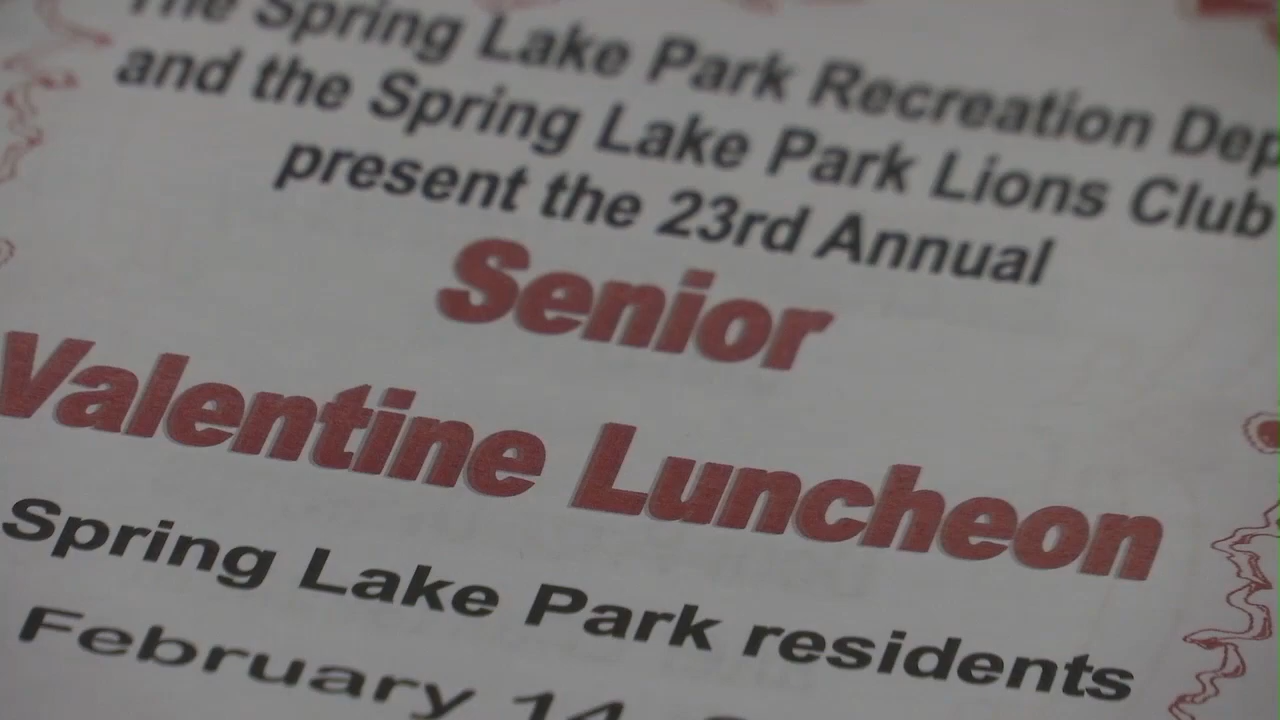 The Spring Lake Park Recreation Dep
and the Spring Lake Park Lions Club
present the 23rd Annual
Senior
Valentine Luncheon
Spring Lake Park residents
February 14